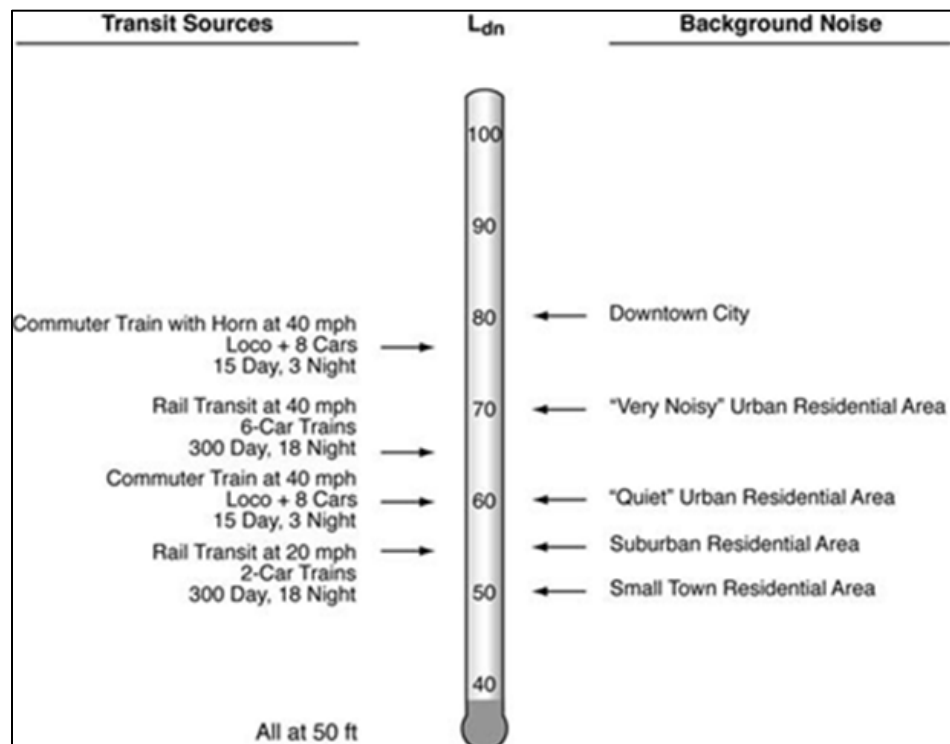 Transit Sources
Ldn
Background Noise
100
90
80
70
60
50
40
Commuter Train with Horn at 40 mph
Loco + 8 Cars
15 Day, 3 Night
Rail Transit at 40 mph
6-Car Trains
300 Day, 18 Night
Commuter Train at 40 mph
Loco + 8 Cars
15 Day, 3 Night
Rail Transit at 20 mph
2-Car Trains
300 Day, 18 Night
All at 50 ft
Downtown City
“Very Noisy” Urban Residential Area
“Quiet” Urban Residential Area
Suburban Residential Area
Small Town Residential Area